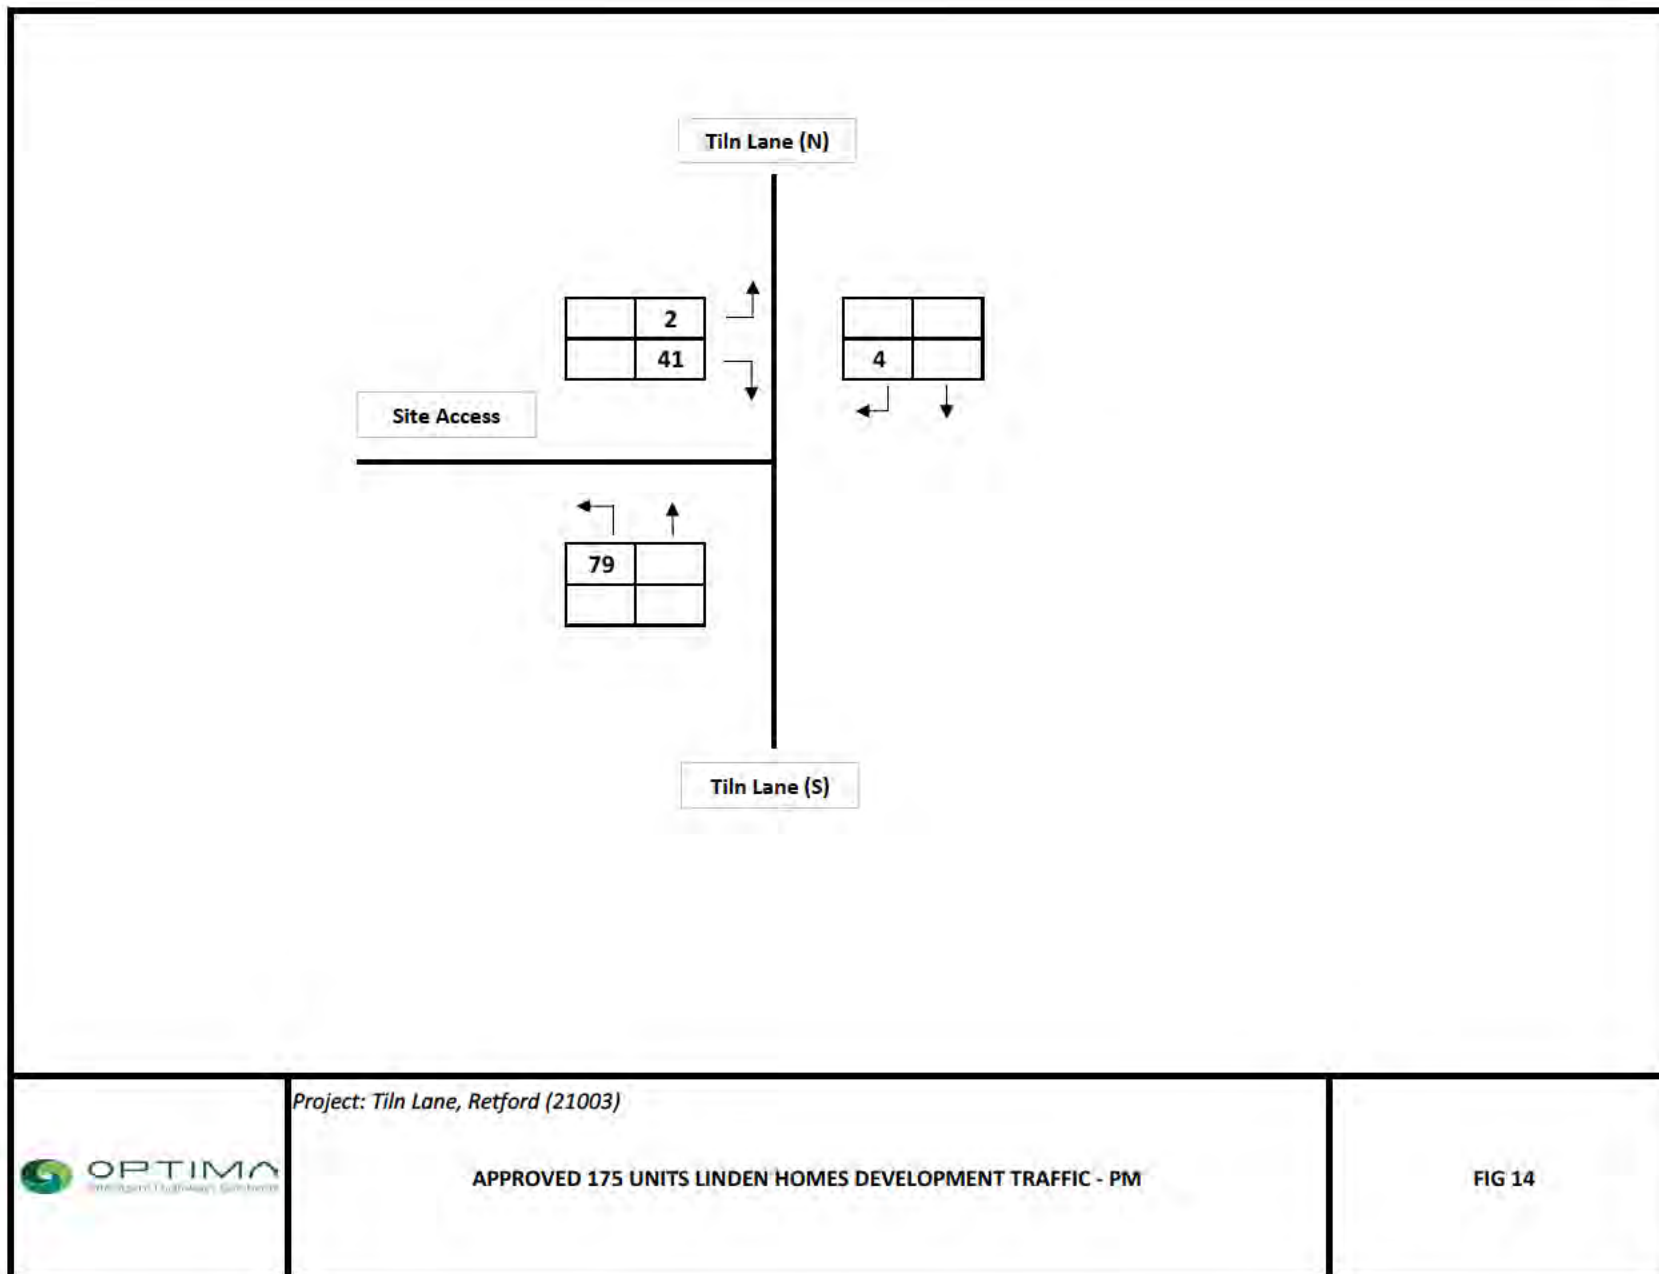 Tiln Lane (N)
2
41
4
Site Access
79
Tiln Lane (S)
Project: Tiln Lane, Retford (21003)
OPTIMA
APPROVED 175 UNITS LINDEN HOMES DEVELOPMENT TRAFFIC - PM
FIG 14